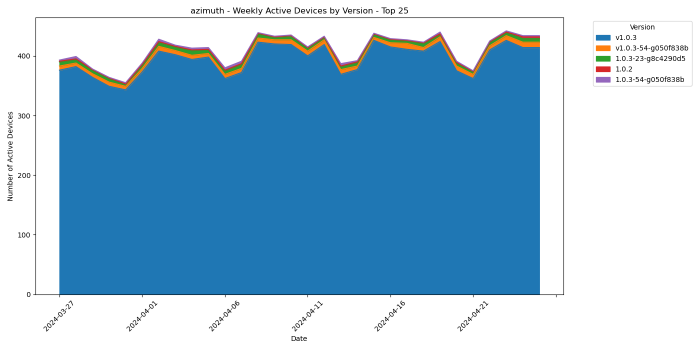 azimuth - Weekly Active Devices by Version - Top 25
Version
v1.0.3
v1.0.3-54-g050f838b
1.0.3-23-g8c4290d5
1.0.2
1.0.3-54-g050f838b
Number of Active Devices
400
300
200
100
0
2024-03-27
2024-04-01
2024-04-06
2024-04-11
2024-04-16
2024-04-21
Date